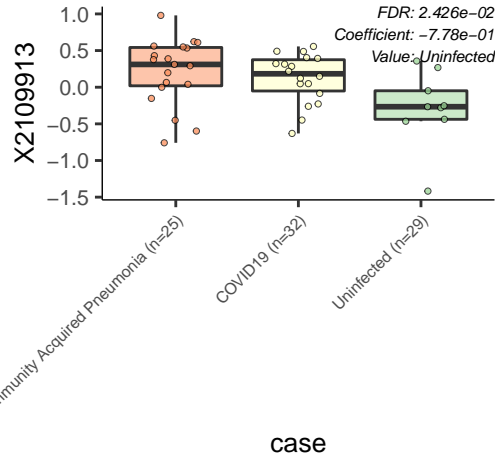 FDR: 2.426e−02
Coefficient: −7.78e−01
Value: Uninfected
X2109913
1.0
0.5
0.0
−0.5
−1.0
−1.5
Acquired Pneumonia (n=25)
COVID19 (n=32)
Uninfected (n=29)
case